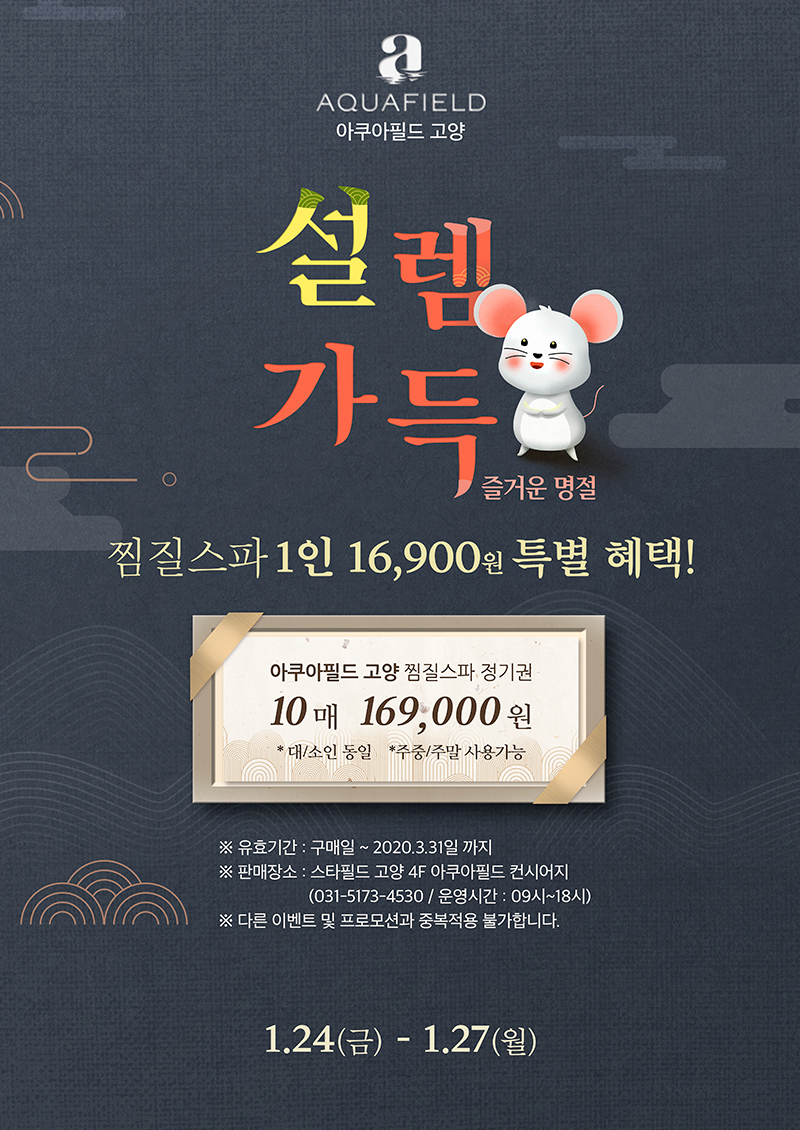 a
AQUAFIELD
아쿠아필드 고양
설렘
가득
즐거운 명절
찜질스파 1인 16,900원 특별 혜택!
아쿠아필드 고양 찜질스파 정기권
10매 169,000원
* 대/소인 동일 *주중/주말 사용가능
※ 유효기간 : 구매일 ~ 2020.3.31일 까지
※ 판매장소 : 스타필드 고양 4F 아쿠아필드 컨시어지
(031-5173-4530 / 운영시간 : 09시~18시)
※ 다른 이벤트 및 프로모션과 중복적용 불가합니다.
1.24(금) - 1.27(월)